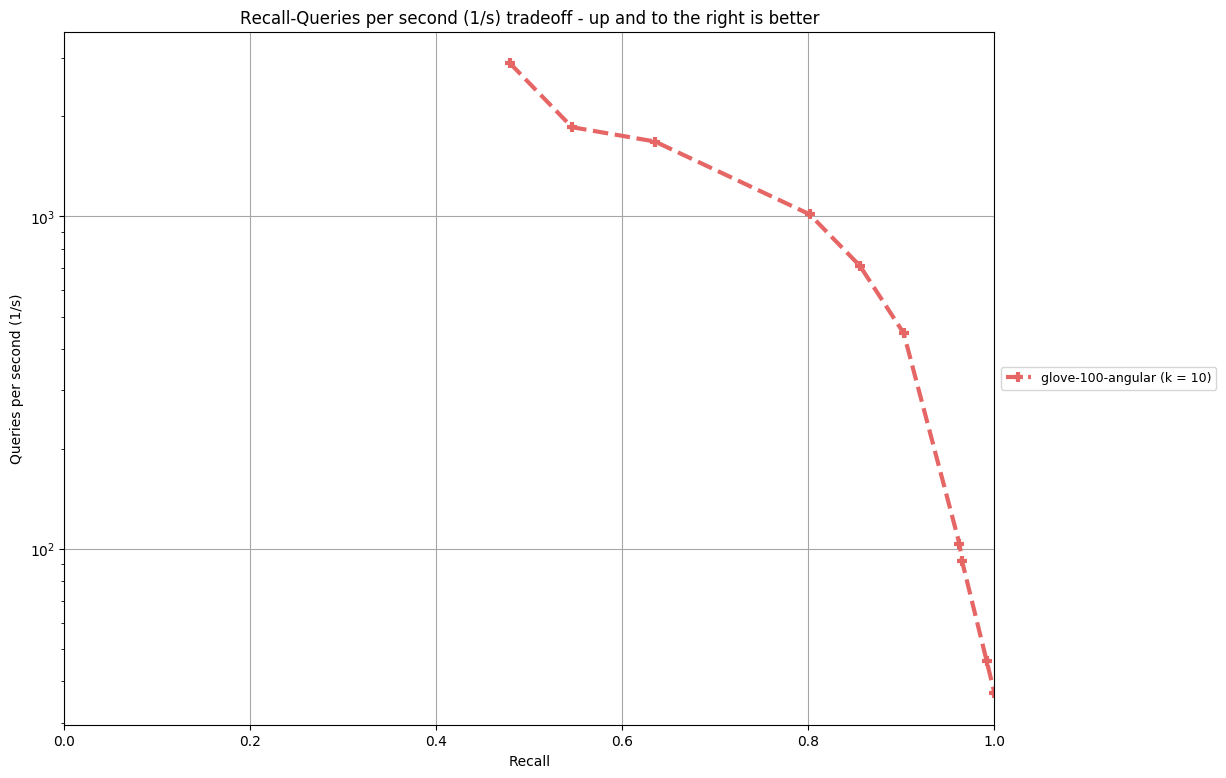 Recall-Queries per second (1/s) tradeoff - up and to the right is better
Queries per second (1/s)
10³
10²
0.0 0.2 0.4 0.6 0.8 1.0
Recall
glove-100-angular (k = 10)